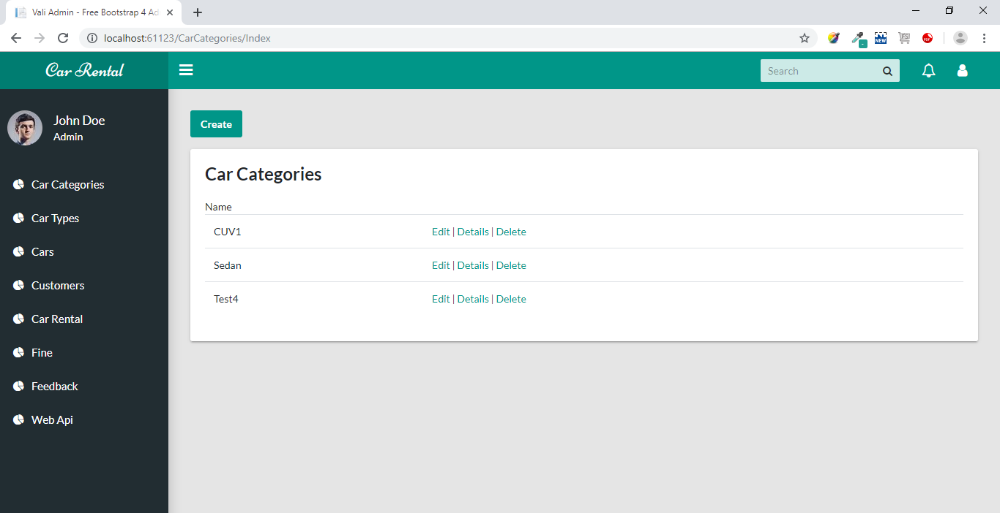 Vali Admin - Free Bootstrap 4 Ad
localhost:61123/CarCategories/Index
NEW
PDF
Car Rental
Search
John Doe
Admin
Car Categories
Car Types
Cars
Customers
Car Rental
Fine
Feedback
Web Api
Create
Car Categories
Name
CUV1 Edit | Details | Delete
Sedan Edit | Details | Delete
Test4 Edit | Details | Delete